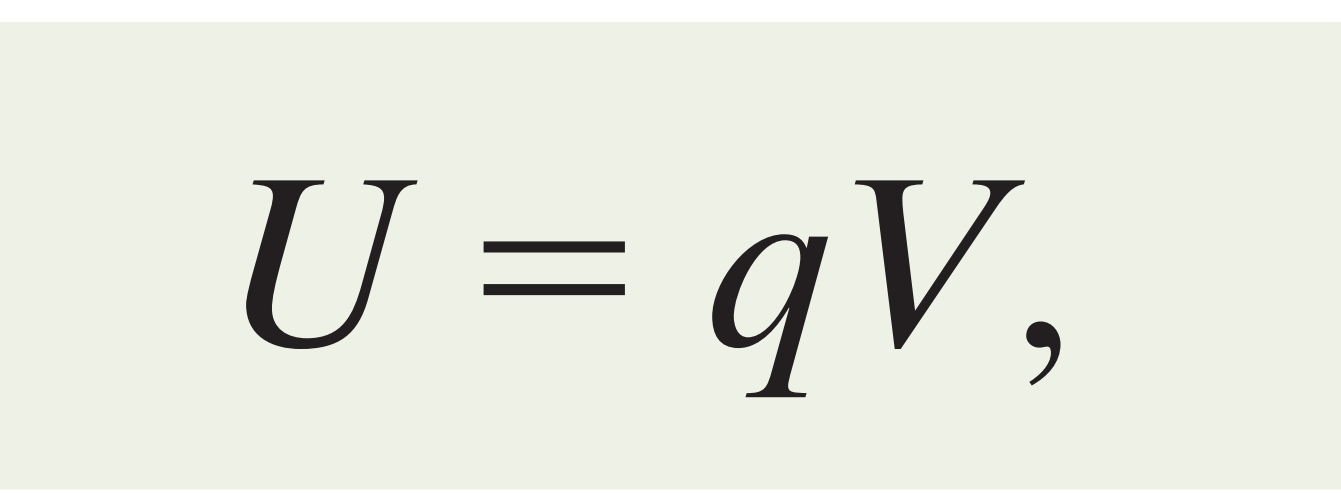 U = qV,